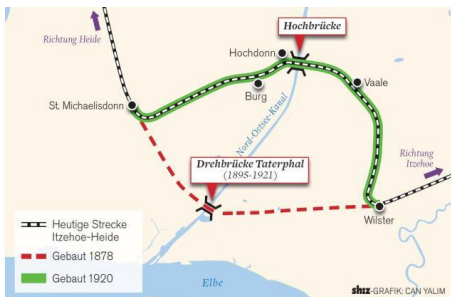 Richtung Heide
Hochbrücke
Hochdonn
Burg
Vaale
St. Michaelisdonn
Nord-Ostsee-Kanal
Drehbrücke Taterphal
(1895-1921)
Richtung
Itzehoe
Wilster
Heutige Strecke
Itzehoe-Heide
Gebaut 1878
Gebaut 1920
Elbe
sh:z-GRAFIK: CAN YALIM